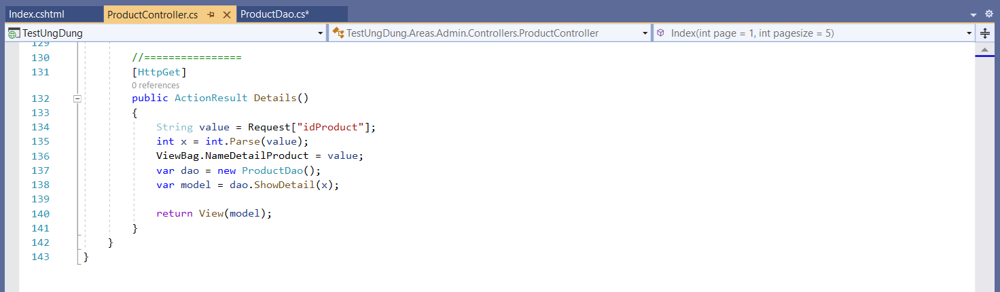 Index.cshtml ProductController.cs ProductDao.cs*
TestUngDung TestUngDung.Areas.Admin.Controllers.ProductController Index(int page = 1, int pagesize = 5)
129
130 //================
131 [HttpGet]
0 references
132 public ActionResult Details()
133 {
134 String value = Request["idProduct"];
135 int x = int.Parse(value);
136 ViewBag.NameDetailProduct = value;
137 var dao = new ProductDao();
138 var model = dao.ShowDetail(x);
139
140 return View(model);
141 }
142 }
143 }